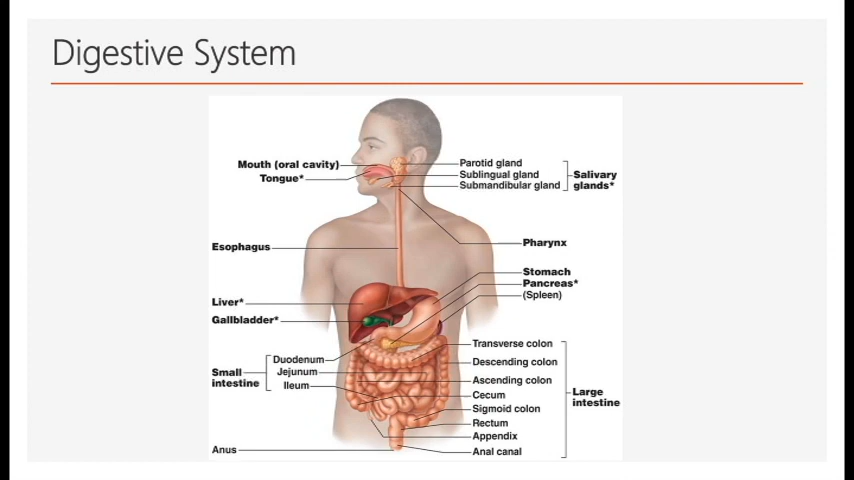 Digestive System
Mouth (oral cavity)
Tongue*
Parotid gland
Sublingual gland
Submandibular gland
Salivary
glands*
Pharynx
Esophagus
Stomach
Pancreas*
(Spleen)
Liver*
Gallbladder*
Small
intestine
Duodenum
Jejunum
Ileum
Transverse colon
Descending colon
Ascending colon
Cecum
Sigmoid colon
Rectum
Appendix
Anal canal
Large
intestine
Anus